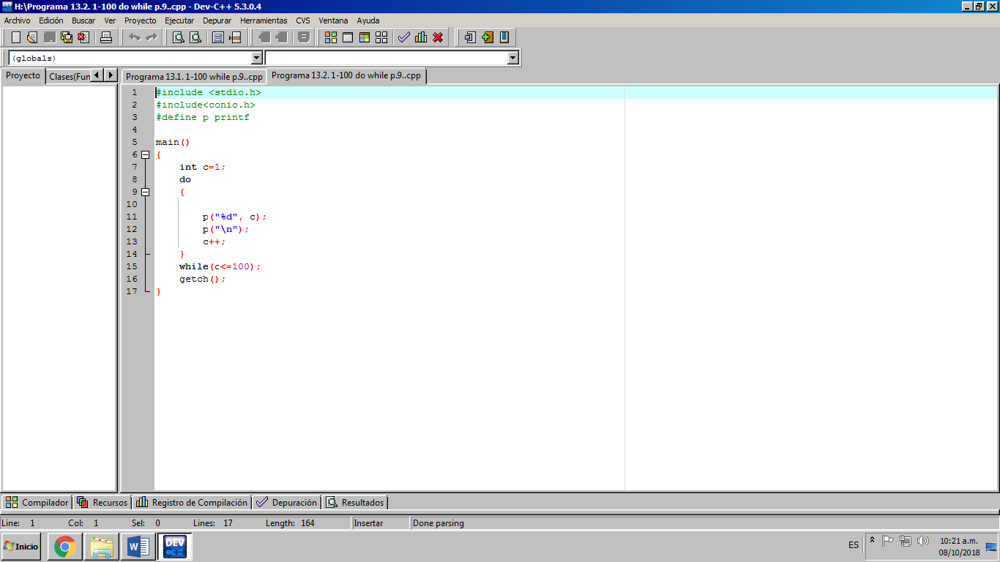 H:\Programa 13.2. 1-100 do while p.9..cpp - Dev-C++ 5.3.0.4
Archivo Edición Buscar Ver Proyecto Ejecutar Depurar Herramientas CVS Ventana Ayuda
(globals)
Proyecto Clases(Fun Programa 13.1. 1-100 while p.9..cpp Programa 13.2. 1-100 do while p.9..cpp
1 #include <stdio.h>
2 #include<conio.h>
3 #define p printf
4
5 main()
6 {
7 int c=1;
8 do
9 {
10
11 p("%d", c);
12 p("\n");
13 c++;
14 }
15 while(c<=100);
16 getch();
17 }
Compilador Recursos Registro de Compilación Depuración Resultados
Line: 1 Col: 1 Sel: 0 Lines: 17 Length: 164 Insertar Done parsing
Inicio DEV C++ ES 10:21 a.m.
08/10/2018